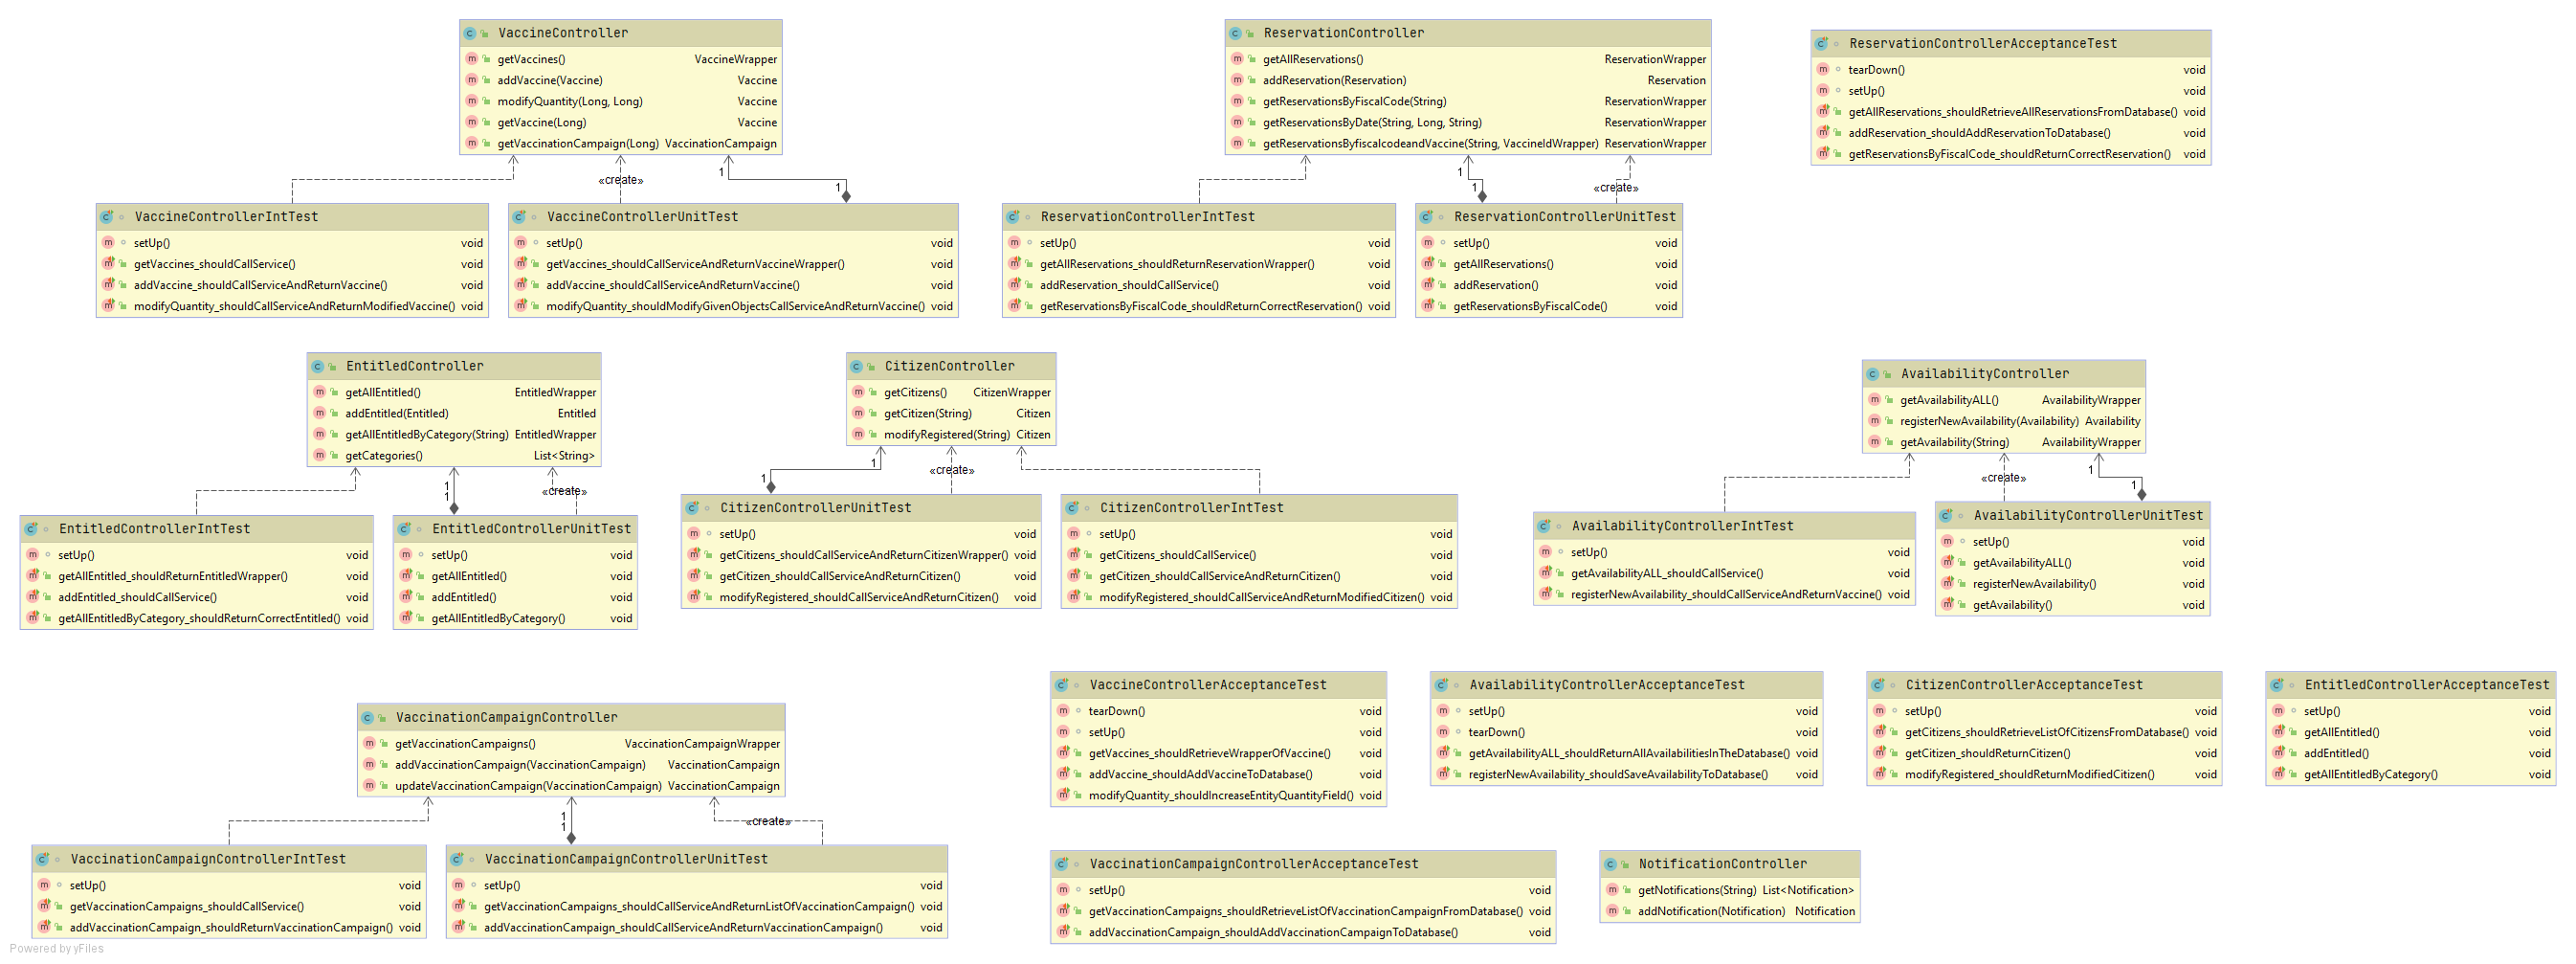 VaccineController
getVaccines() VaccineWrapper
addVaccine(Vaccine) Vaccine
modifyQuantity(Long, Long) Vaccine
getVaccine(Long) Vaccine
getVaccinationCampaign(Long) VaccinationCampaign
ReservationController
getAllReservations() ReservationWrapper
addReservation(Reservation) Reservation
getReservationsByFiscalCode(String) ReservationWrapper
getReservationsByDate(String, Long, String) ReservationWrapper
getReservationsByfiscalcodeandVaccine(String, VaccineIdWrapper) ReservationWrapper
ReservationControllerAcceptanceTest
tearDown() void
setUp() void
getAllReservations_shouldRetrieveAllReservationsFromDatabase() void
addReservation_shouldAddReservationToDatabase() void
getReservationsByFiscalCode_shouldReturnCorrectReservation() void
«create»
1
1
1
1
«create»
VaccineControllerIntTest
setUp() void
getVaccines_shouldCallService() void
addVaccine_shouldCallServiceAndReturnVaccine() void
modifyQuantity_shouldCallServiceAndReturnModifiedVaccine() void
VaccineControllerUnitTest
setUp() void
getVaccines_shouldCallServiceAndReturnVaccineWrapper() void
addVaccine_shouldCallServiceAndReturnVaccine() void
modifyQuantity_shouldModifyGivenObjectsCallServiceAndReturnVaccine() void
ReservationControllerIntTest
setUp() void
getAllReservations_shouldReturnReservationWrapper() void
addReservation_shouldCallService() void
getReservationsByFiscalCode_shouldReturnCorrectReservation() void
ReservationControllerUnitTest
setUp() void
getAllReservations() void
addReservation() void
getReservationsByFiscalCode() void
EntitledController
getAllEntitled() EntitledWrapper
addEntitled(Entitled) Entitled
getAllEntitledByCategory(String) EntitledWrapper
getCategories() List<String>
CitizenController
getCitizens() CitizenWrapper
getCitizen(String) Citizen
modifyRegistered(String) Citizen
AvailabilityController
getAvailabilityALL() AvailabilityWrapper
registerNewAvailability(Availability) Availability
getAvailability(String) AvailabilityWrapper
1
1
«create»
1
1
«create»
«create»
1
1
EntitledControllerIntTest
setUp() void
getAllEntitled_shouldReturnEntitledWrapper() void
addEntitled_shouldCallService() void
getAllEntitledByCategory_shouldReturnCorrectEntitled() void
EntitledControllerUnitTest
setUp() void
getAllEntitled() void
addEntitled() void
getAllEntitledByCategory() void
CitizenControllerUnitTest
setUp() void
getCitizens_shouldCallServiceAndReturnCitizenWrapper() void
getCitizen_shouldCallServiceAndReturnCitizen() void
modifyRegistered_shouldCallServiceAndReturnCitizen() void
CitizenControllerIntTest
setUp() void
getCitizens_shouldCallService() void
getCitizen_shouldCallServiceAndReturnCitizen() void
modifyRegistered_shouldCallServiceAndReturnModifiedCitizen() void
AvailabilityControllerIntTest
setUp() void
getAvailabilityALL_shouldCallService() void
registerNewAvailability_shouldCallServiceAndReturnVaccine() void
AvailabilityControllerUnitTest
setUp() void
getAvailabilityALL() void
registerNewAvailability() void
getAvailability() void
VaccinationCampaignController
getVaccinationCampaigns() VaccinationCampaignWrapper
addVaccinationCampaign(VaccinationCampaign) VaccinationCampaign
updateVaccinationCampaign(VaccinationCampaign) VaccinationCampaign
VaccineControllerAcceptanceTest
tearDown() void
setUp() void
getVaccines_shouldRetrieveWrapperOfVaccine() void
addVaccine_shouldAddVaccineToDatabase() void
modifyQuantity_shouldIncreaseEntityQuantityField() void
AvailabilityControllerAcceptanceTest
setUp() void
tearDown() void
getAvailabilityALL_shouldReturnAllAvailabilitiesInTheDatabase() void
registerNewAvailability_shouldSaveAvailabilityToDatabase() void
CitizenControllerAcceptanceTest
setUp() void
getCitizens_shouldRetrieveListOfCitizensFromDatabase() void
getCitizen_shouldReturnCitizen() void
modifyRegistered_shouldReturnModifiedCitizen() void
EntitledControllerAcceptanceTest
setUp() void
getAllEntitled() void
addEntitled() void
getAllEntitledByCategory() void
1
1
«create»
VaccinationCampaignControllerIntTest
setUp() void
getVaccinationCampaigns_shouldCallService() void
addVaccinationCampaign_shouldReturnVaccinationCampaign() void
VaccinationCampaignControllerUnitTest
setUp() void
getVaccinationCampaigns_shouldCallServiceAndReturnListOfVaccinationCampaign() void
addVaccinationCampaign_shouldCallServiceAndReturnVaccinationCampaign() void
VaccinationCampaignControllerAcceptanceTest
setUp() void
getVaccinationCampaigns_shouldRetrieveListOfVaccinationCampaignFromDatabase() void
addVaccinationCampaign_shouldAddVaccinationCampaignToDatabase() void
NotificationController
getNotifications(String) List<Notification>
addNotification(Notification) Notification
Powered by yFiles